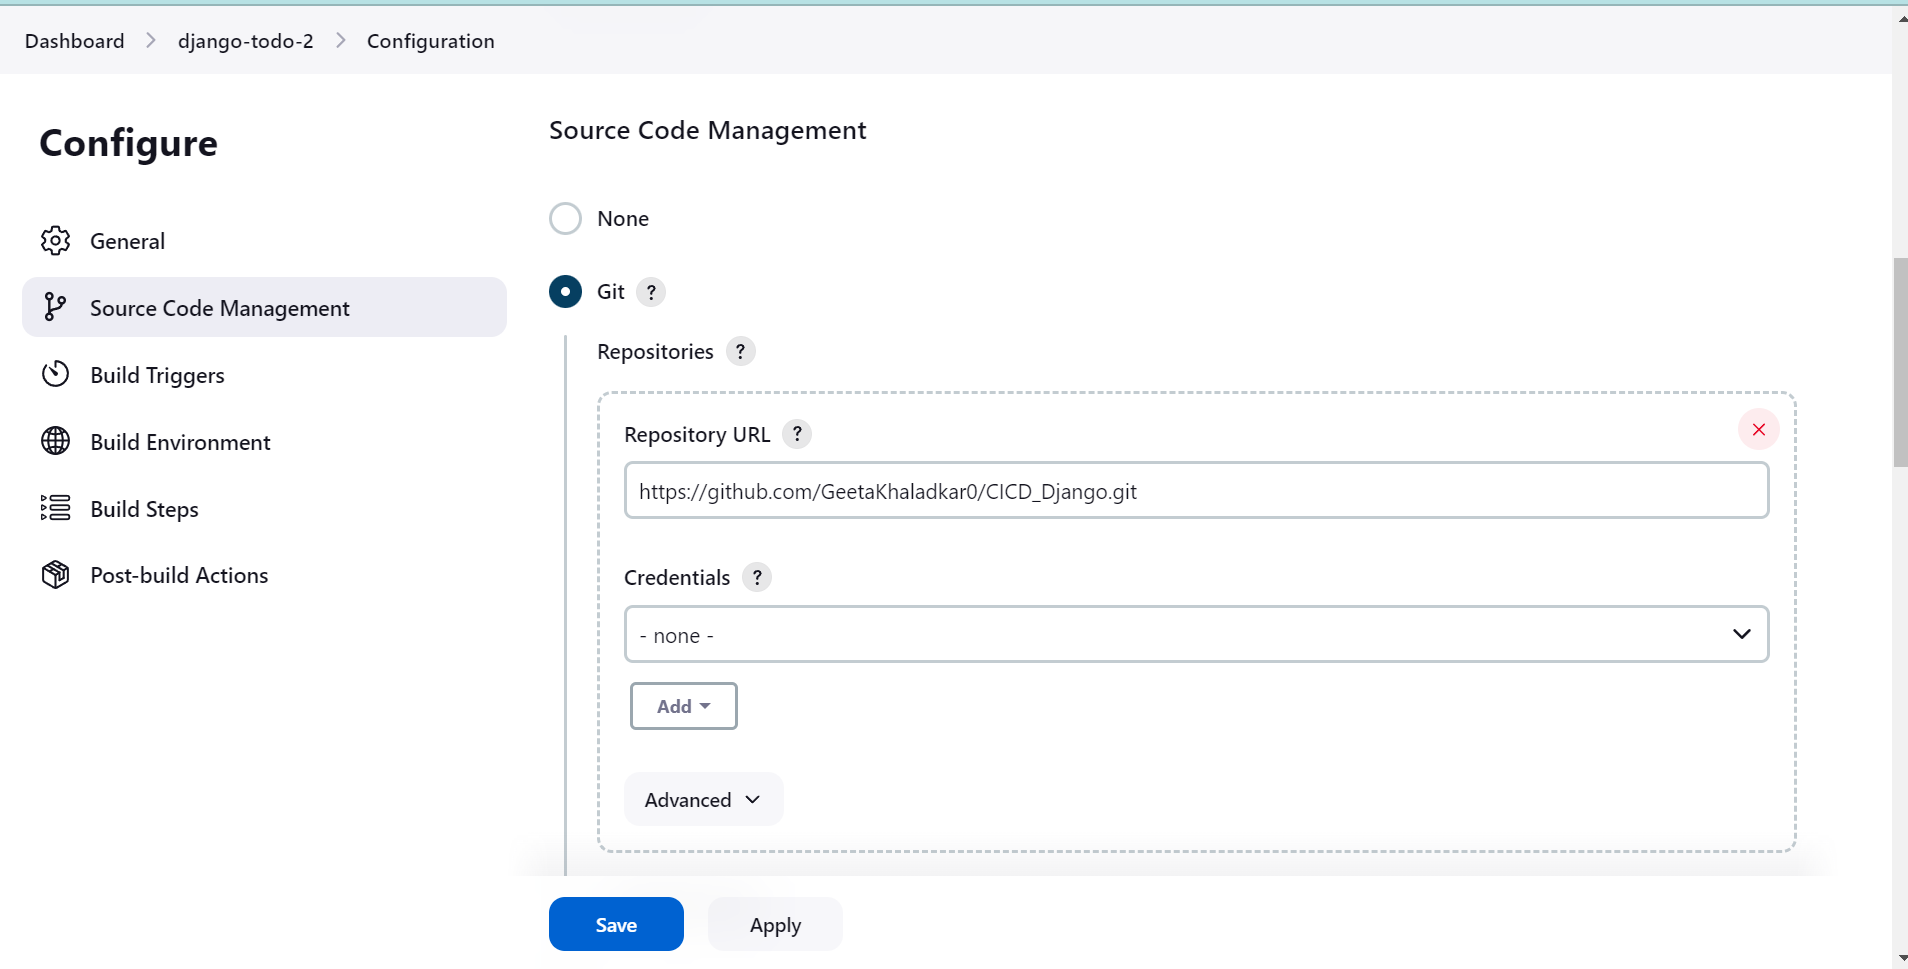 Dashboard > django-todo-2 > Configuration
Configure
General
Source Code Management
Build Triggers
Build Environment
Build Steps
Post-build Actions
Source Code Management
None
Git ?
Repositories ?
Repository URL ?
https://github.com/GeetaKhaladkar0/CICD_Django.git
Credentials ?
- none -
Add
Advanced
Save
Apply